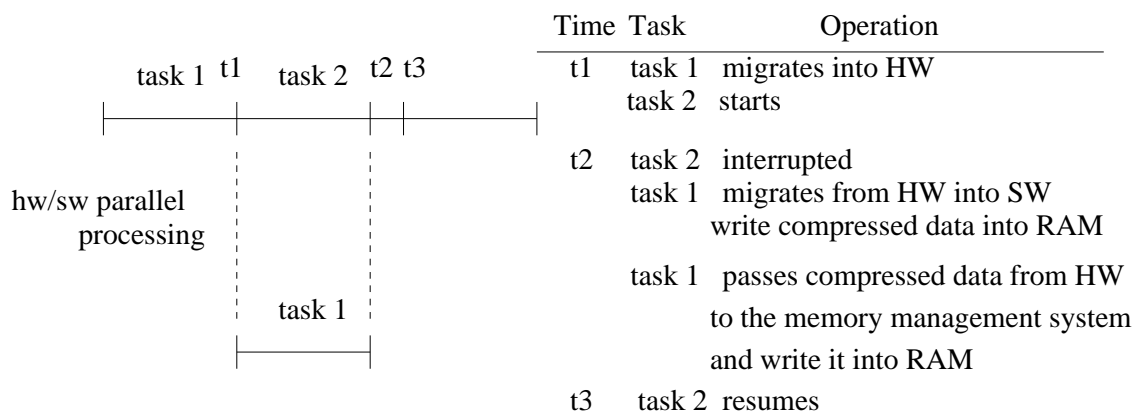 task 1 t1 task 2 t2 t3
hw/sw parallel
processing
task 1
Time Task Operation
t1 task 1 migrates into HW
task 2 starts
t2 task 2 interrupted
task 1 migrates from HW into SW
write compressed data into RAM
task 1 passes compressed data from HW
to the memory management system
and write it into RAM
t3 task 2 resumes